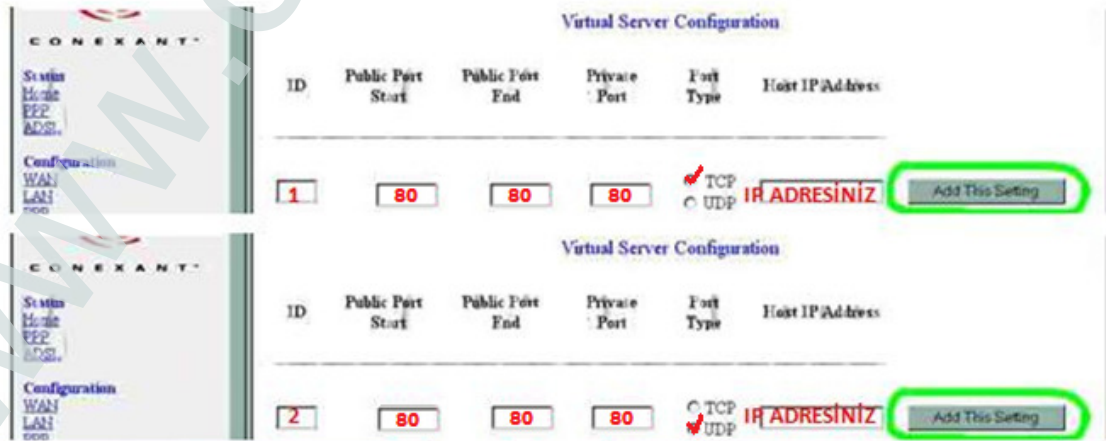 Virtual Server Configuration
CONEXANT
Status
Home
PPP
ADSL
ID
Public Port Start
Public Port End
Private Port
Port Type
Host IP Address
Configuration
WAN
LAN
PPP
1
80
80
80
TCP
UDP
IP ADRESİNİZ
Add This Setting
Virtual Server Configuration
CONEXANT
Status
Home
PPP
ADSL
ID
Public Port Start
Public Port End
Private Port
Port Type
Host IP Address
Configuration
WAN
LAN
PPP
2
80
80
80
TCP
UDP
IP ADRESİNİZ
Add This Setting